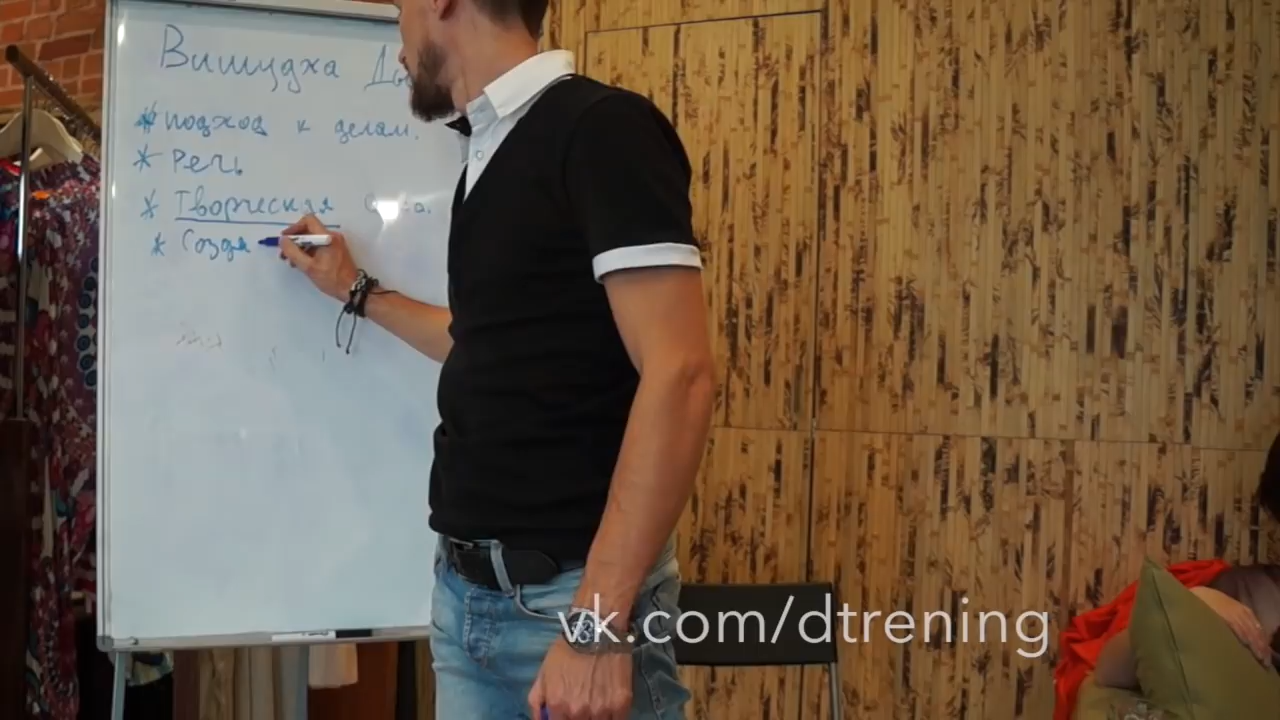 Вишудха
* подход к делам.
* Речь
* Творческая
* Созда
vk.com/dtrening